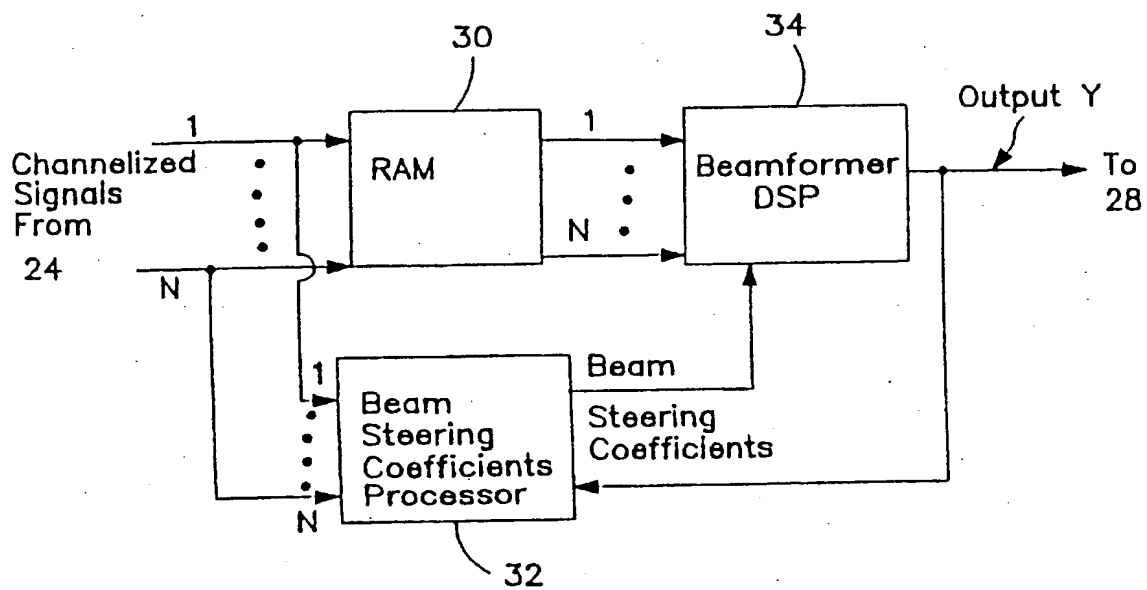 30
34
Output Y
1
1
Channelized
Signals
From
24
RAM
Beamformer
DSP
To
28
N
N
1
Beam
Beam
Steering
Coefficients
Processor
Steering
Coefficients
N
32